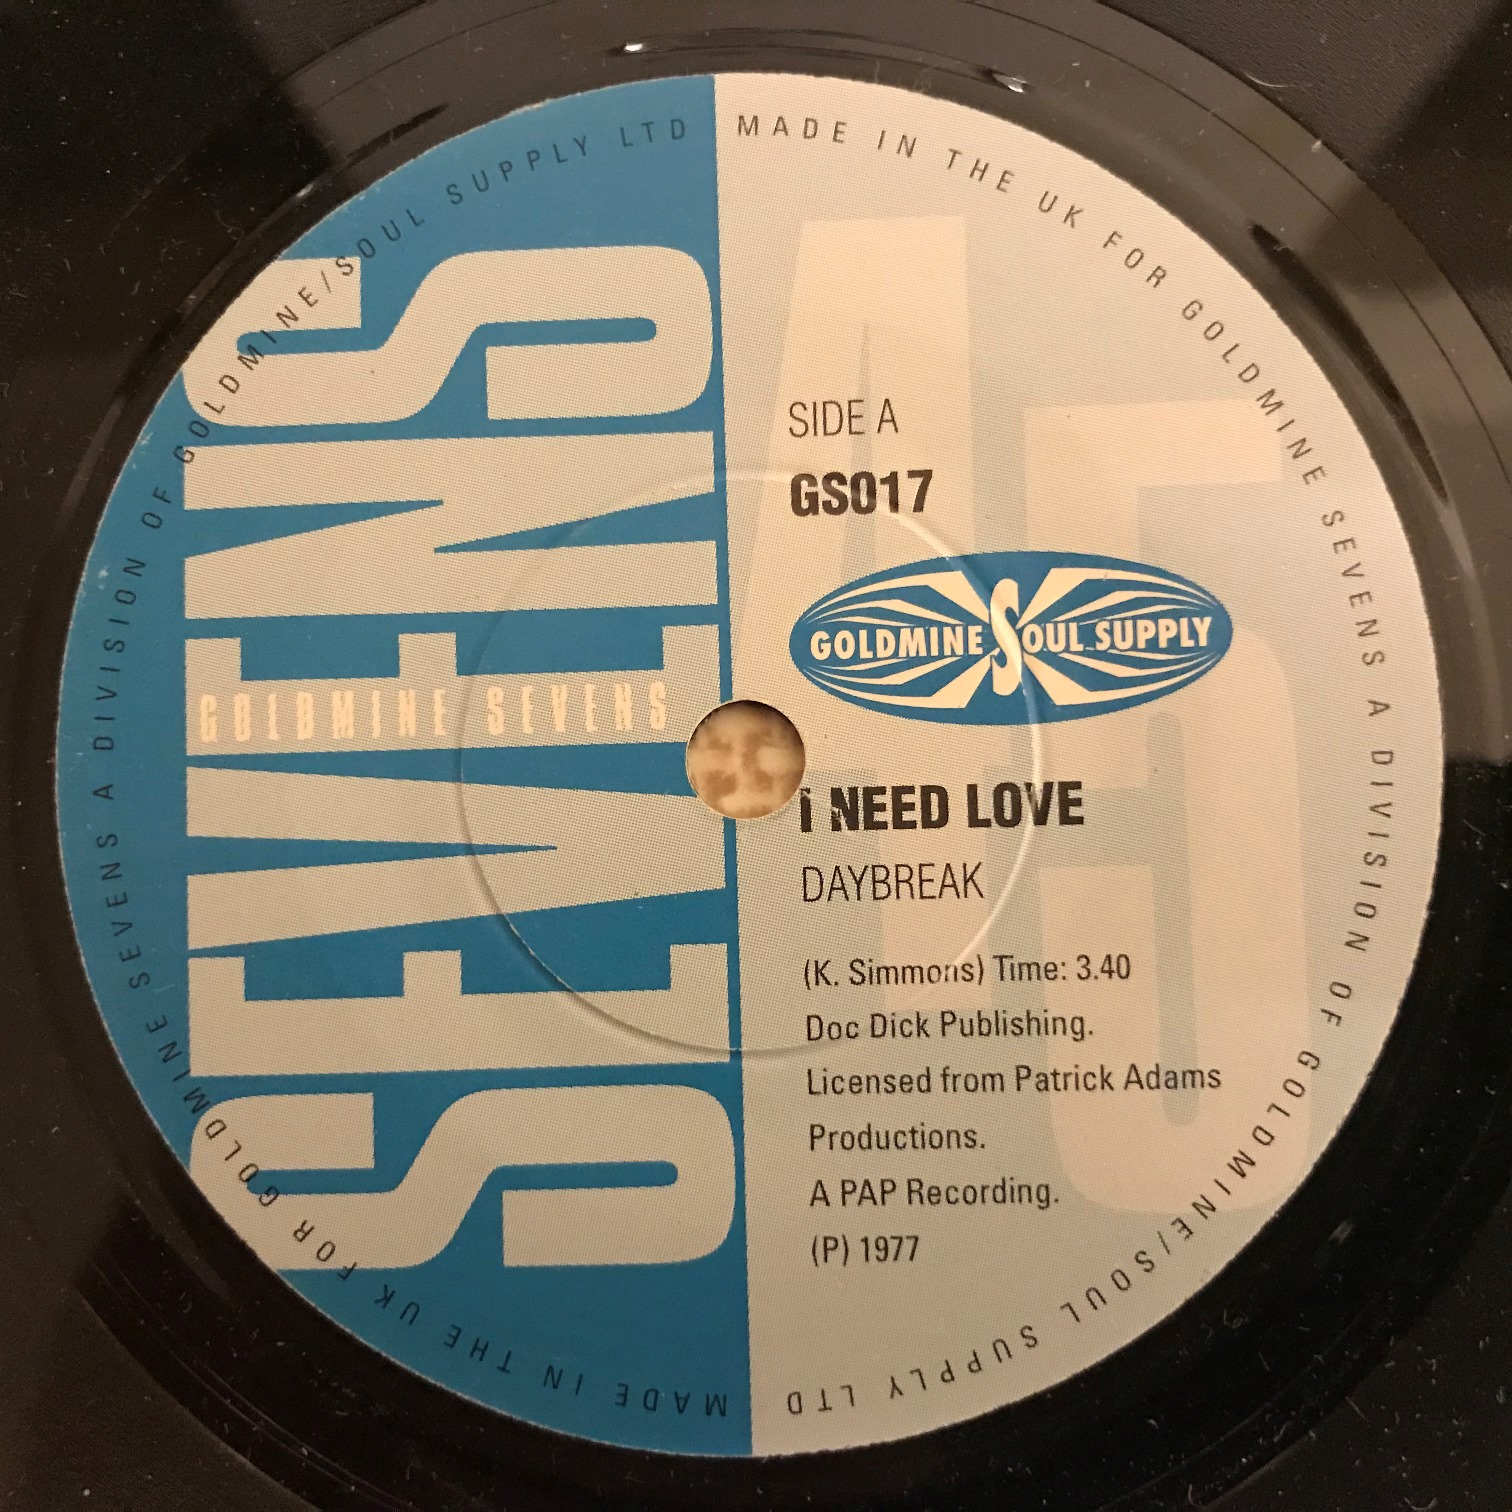 MADE IN THE UK FOR GOLDMINE SEVENS A DIVISION OF GOLDMINE/SOUL SUPPLY LTD
MADE IN THE UK FOR GOLDMINE SEVENS A DIVISION OF GOLDMINE/SOUL SUPPLY LTD
SEVENS
GOLDMINE SEVENS
45
SIDE A
GS017
GOLDMINE SOUL SUPPLY
I NEED LOVE
DAYBREAK
(K. Simmons) Time: 3.40
Doc Dick Publishing.
Licensed from Patrick Adams
Productions.
A PAP Recording.
(P) 1977